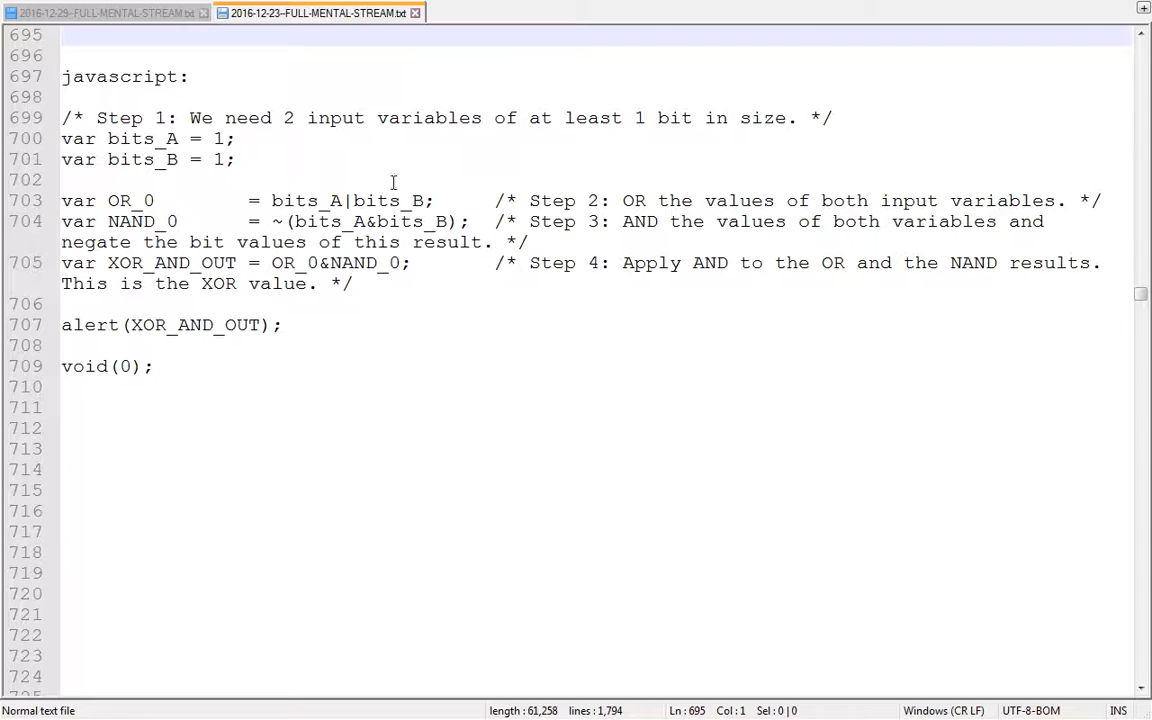 2016-12-29--FULL-MENTAL-STREAM.txt 2016-12-23--FULL-MENTAL-STREAM.txt
695
696
697 javascript:
698
699 /* Step 1: We need 2 input variables of at least 1 bit in size. */
700 var bits_A = 1;
701 var bits_B = 1;
702
703 var OR_0        = bits_A|bits_B;     /* Step 2: OR the values of both input variables. */
704 var NAND_0      = ~(bits_A&bits_B);  /* Step 3: AND the values of both variables and
negate the bit values of this result. */
705 var XOR_AND_OUT = OR_0&NAND_0;       /* Step 4: Apply AND to the OR and the NAND results.
This is the XOR value. */
706
707 alert(XOR_AND_OUT);
708
709 void(0);
710
711
712
713
714
715
716
717
718
719
720
721
722
723
724
725
Normal text file length : 61,258 lines : 1,794 Ln : 695 Col : 1 Sel : 0 | 0 Windows (CR LF) UTF-8-BOM INS